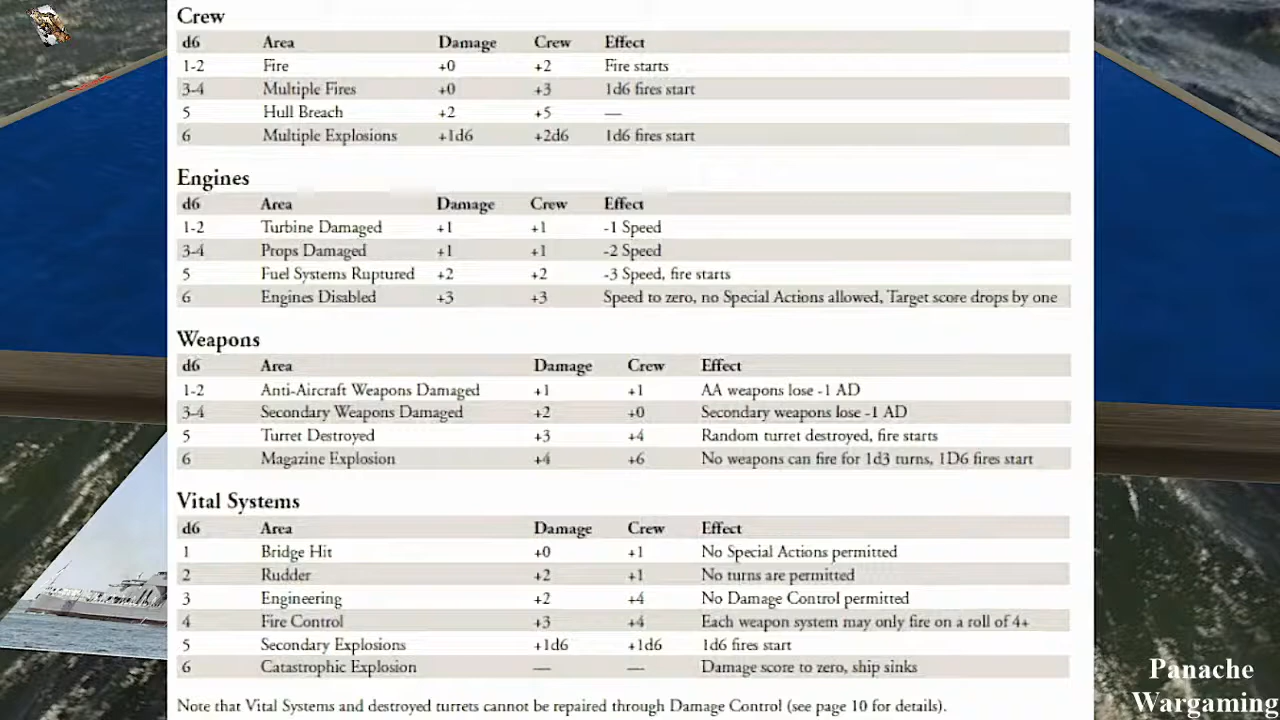 Crew
d6 Area Damage Crew Effect
1-2 Fire +0 +2 Fire starts
3-4 Multiple Fires +0 +3 1d6 fires start
5 Hull Breach +2 +5 —
6 Multiple Explosions +1d6 +2d6 1d6 fires start
Engines
d6 Area Damage Crew Effect
1-2 Turbine Damaged +1 +1 -1 Speed
3-4 Props Damaged +1 +1 -2 Speed
5 Fuel Systems Ruptured +2 +2 -3 Speed, fire starts
6 Engines Disabled +3 +3 Speed to zero, no Special Actions allowed, Target score drops by one
Weapons
d6 Area Damage Crew Effect
1-2 Anti-Aircraft Weapons Damaged +1 +1 AA weapons lose -1 AD
3-4 Secondary Weapons Damaged +2 +0 Secondary weapons lose -1 AD
5 Turret Destroyed +3 +4 Random turret destroyed, fire starts
6 Magazine Explosion +4 +6 No weapons can fire for 1d3 turns, 1D6 fires start
Vital Systems
d6 Area Damage Crew Effect
1 Bridge Hit +0 +1 No Special Actions permitted
2 Rudder +2 +1 No turns are permitted
3 Engineering +2 +4 No Damage Control permitted
4 Fire Control +3 +4 Each weapon system may only fire on a roll of 4+
5 Secondary Explosions +1d6 +1d6 1d6 fires start
6 Catastrophic Explosion — — Damage score to zero, ship sinks
Note that Vital Systems and destroyed turrets cannot be repaired through Damage Control (see page 10 for details).
Panache
Wargaming